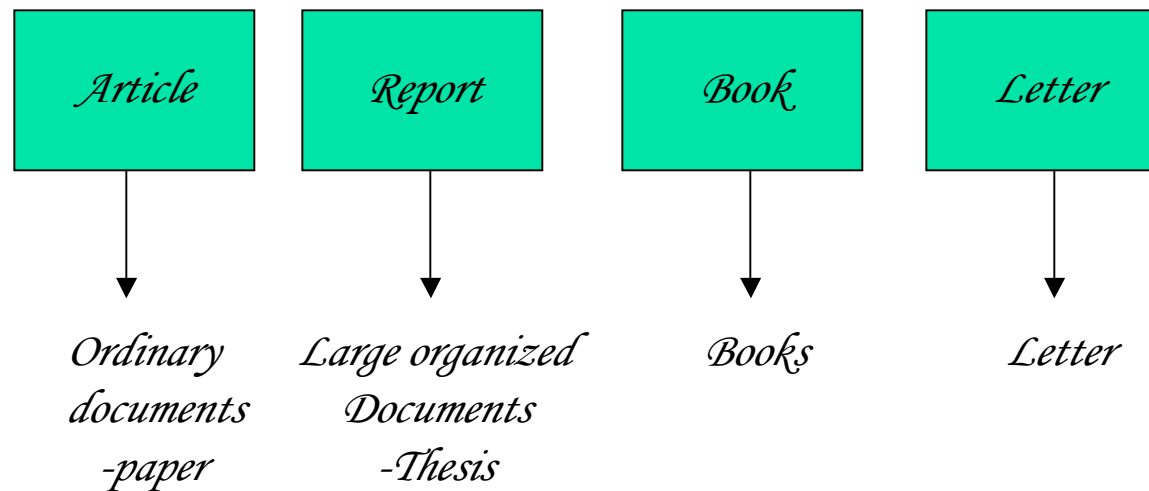 Article
Report
Book
Letter
Ordinary
documents
-paper
Large organized
Documents
-Thesis
Books
Letter